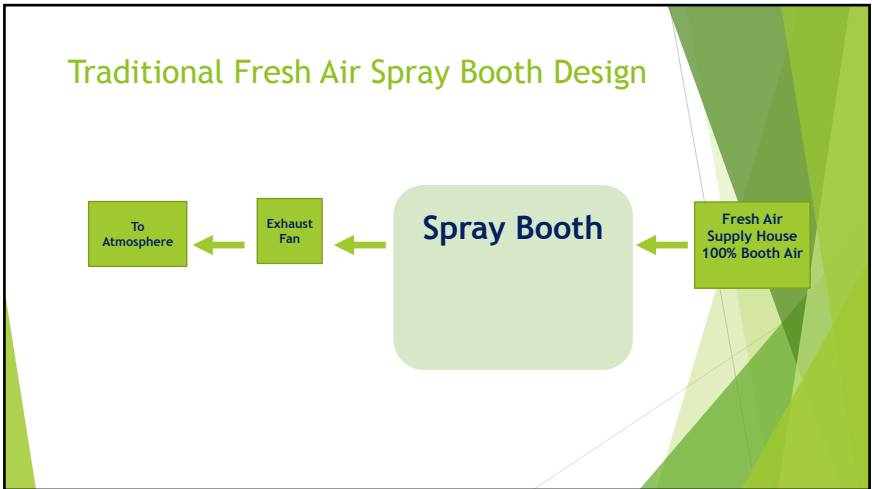 Traditional Fresh Air Spray Booth Design
To
Atmosphere
Exhaust
Fan
Spray Booth
Fresh Air
Supply House
100% Booth Air